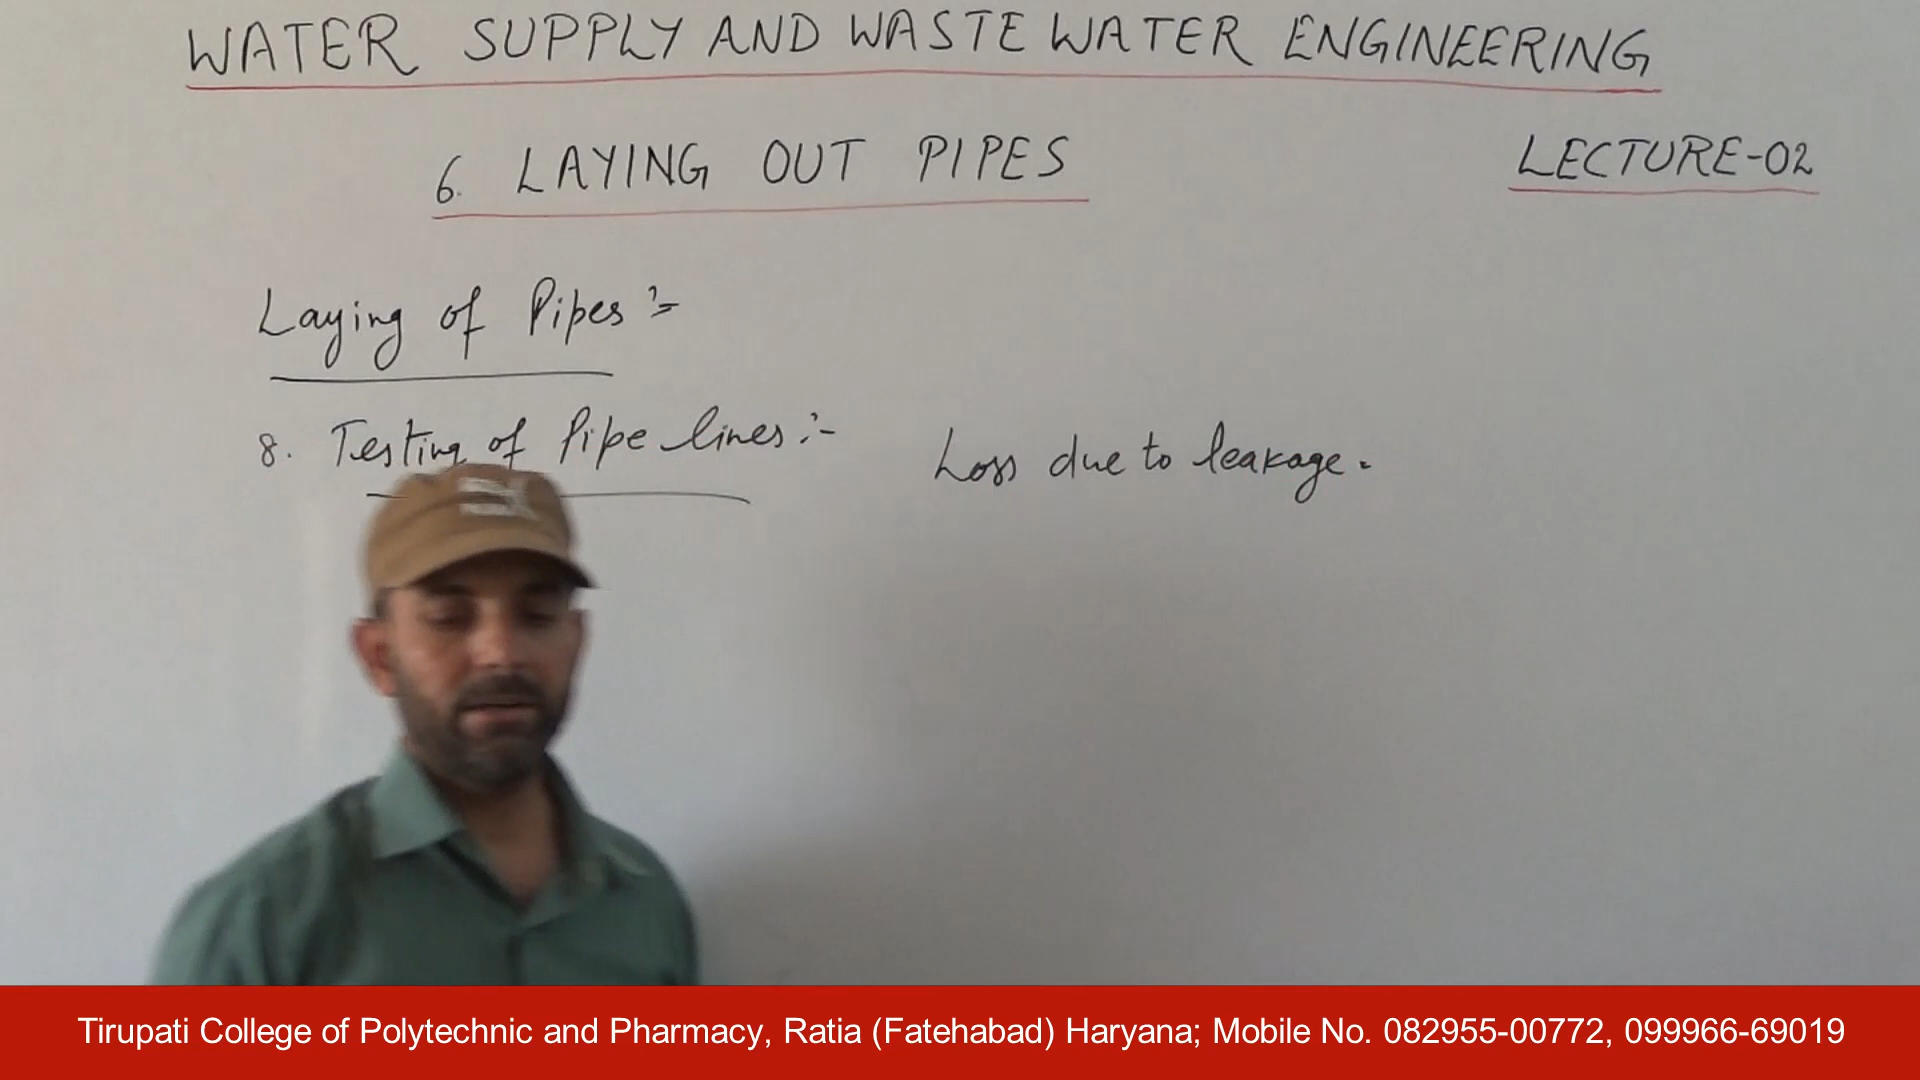 WATER SUPPLY AND WASTE WATER ENGINEERING
6. LAYING OUT PIPES
LECTURE-02
Laying of Pipes :-
8. Testing of Pipe lines :-
Loss due to leakage.
Tirupati College of Polytechnic and Pharmacy, Ratia (Fatehabad) Haryana; Mobile No. 082955-00772, 099966-69019